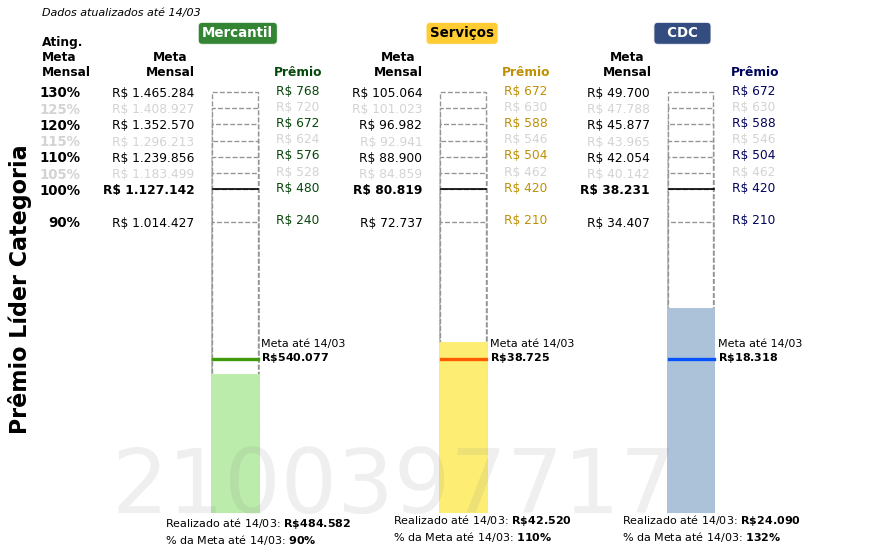 Dados atualizados até 14/03
Mercantil Serviços CDC
Ating. Meta Mensal
Meta Mensal Prêmio Meta Mensal Prêmio Meta Mensal Prêmio
130% R$ 1.465.284 R$ 768 R$ 105.064 R$ 672 R$ 49.700 R$ 672
125% R$ 1.408.927 R$ 720 R$ 101.023 R$ 630 R$ 47.788 R$ 630
120% R$ 1.352.570 R$ 672 R$ 96.982 R$ 588 R$ 45.877 R$ 588
115% R$ 1.296.213 R$ 624 R$ 92.941 R$ 546 R$ 43.965 R$ 546
110% R$ 1.239.856 R$ 576 R$ 88.900 R$ 504 R$ 42.054 R$ 504
105% R$ 1.183.499 R$ 528 R$ 84.859 R$ 462 R$ 40.142 R$ 462
100% R$ 1.127.142 R$ 480 R$ 80.819 R$ 420 R$ 38.231 R$ 420
90% R$ 1.014.427 R$ 240 R$ 72.737 R$ 210 R$ 34.407 R$ 210
Prêmio Líder Categoria
Meta até 14/03 Meta até 14/03 Meta até 14/03
R$540.077 R$38.725 R$18.318
2100397717
Realizado até 14/03: R$484.582 Realizado até 14/03: R$42.520 Realizado até 14/03: R$24.090
% da Meta até 14/03: 90% % da Meta até 14/03: 110% % da Meta até 14/03: 132%